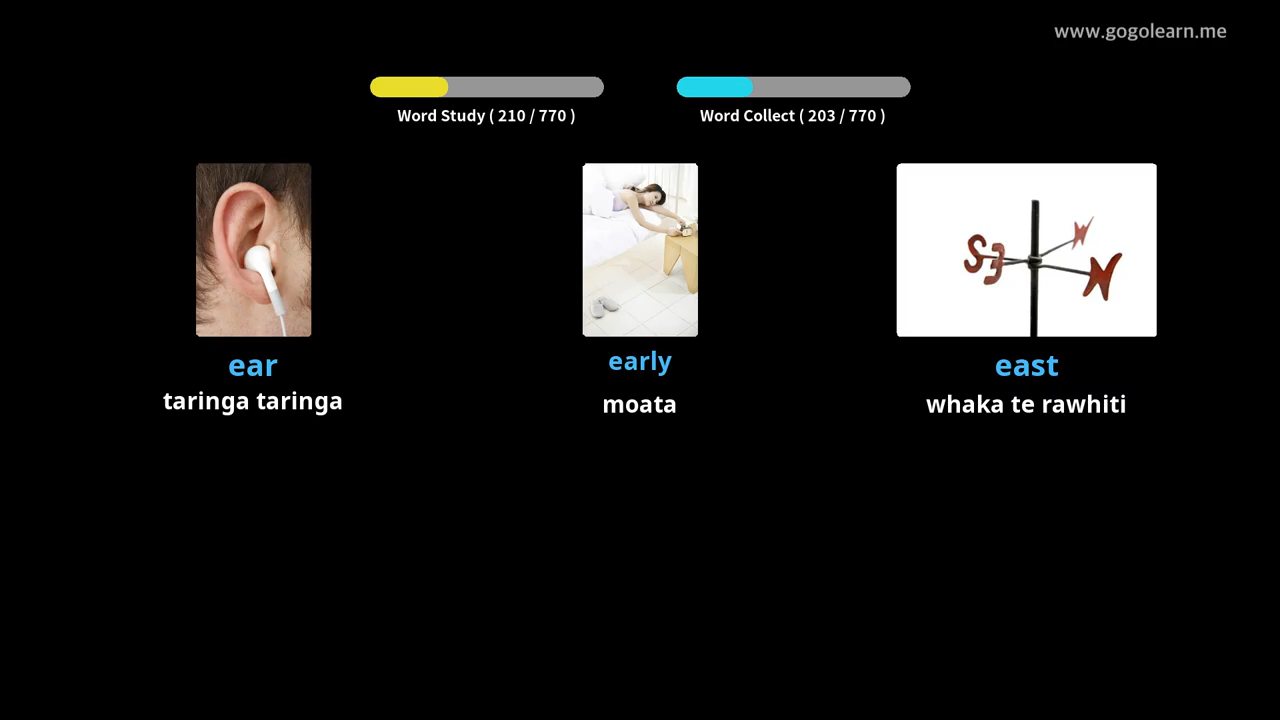 www.gogolearn.me
Word Study ( 210 / 770 )
Word Collect ( 203 / 770 )
S
E
N
W
ear
early
east
taringa taringa
moata
whaka te rawhiti